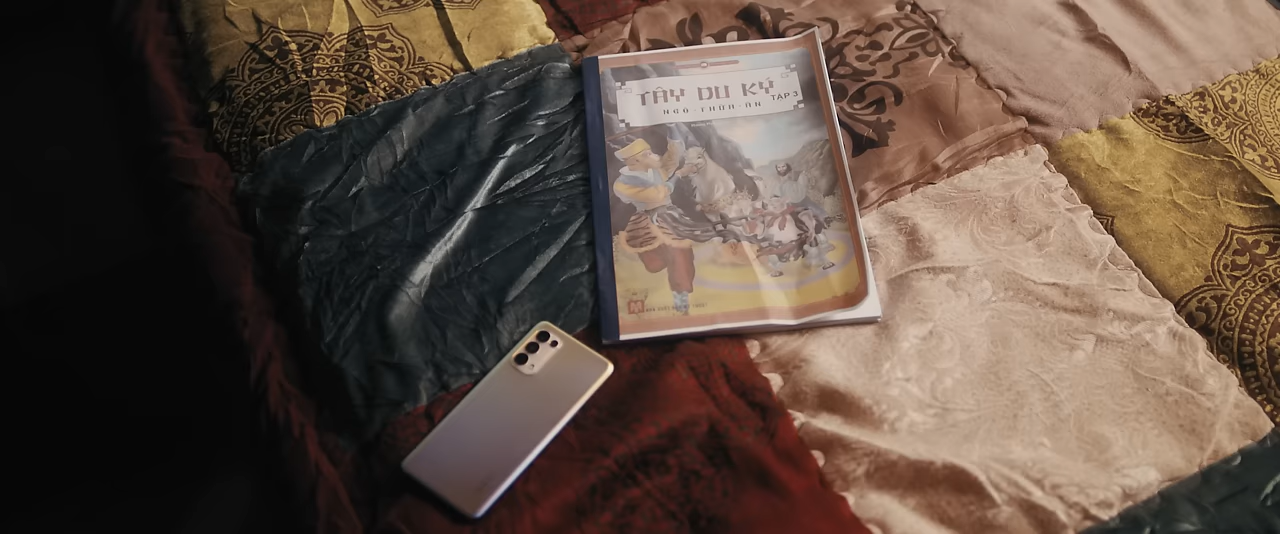 TÂY DU KÝ
TẬP 3
NGÔ · THỪA · ÂN